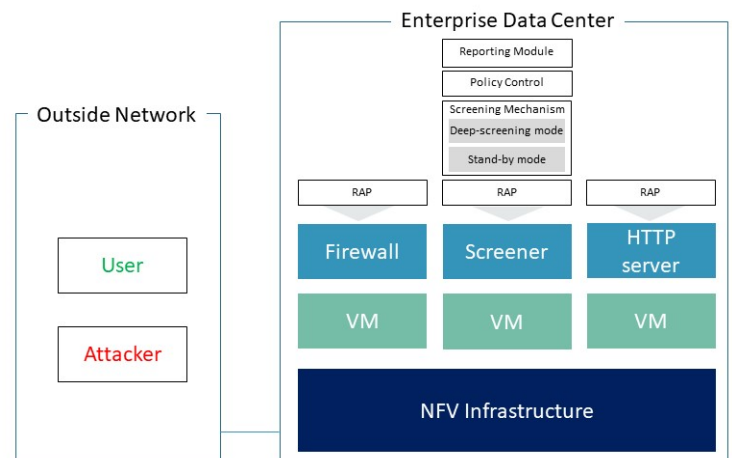 Enterprise Data Center
Reporting Module
Policy Control
Screening Mechanism
Deep-screening mode
Stand-by mode
Outside Network
RAP
RAP
RAP
User
Firewall
Screener
HTTP
server
Attacker
VM
VM
VM
NFV Infrastructure